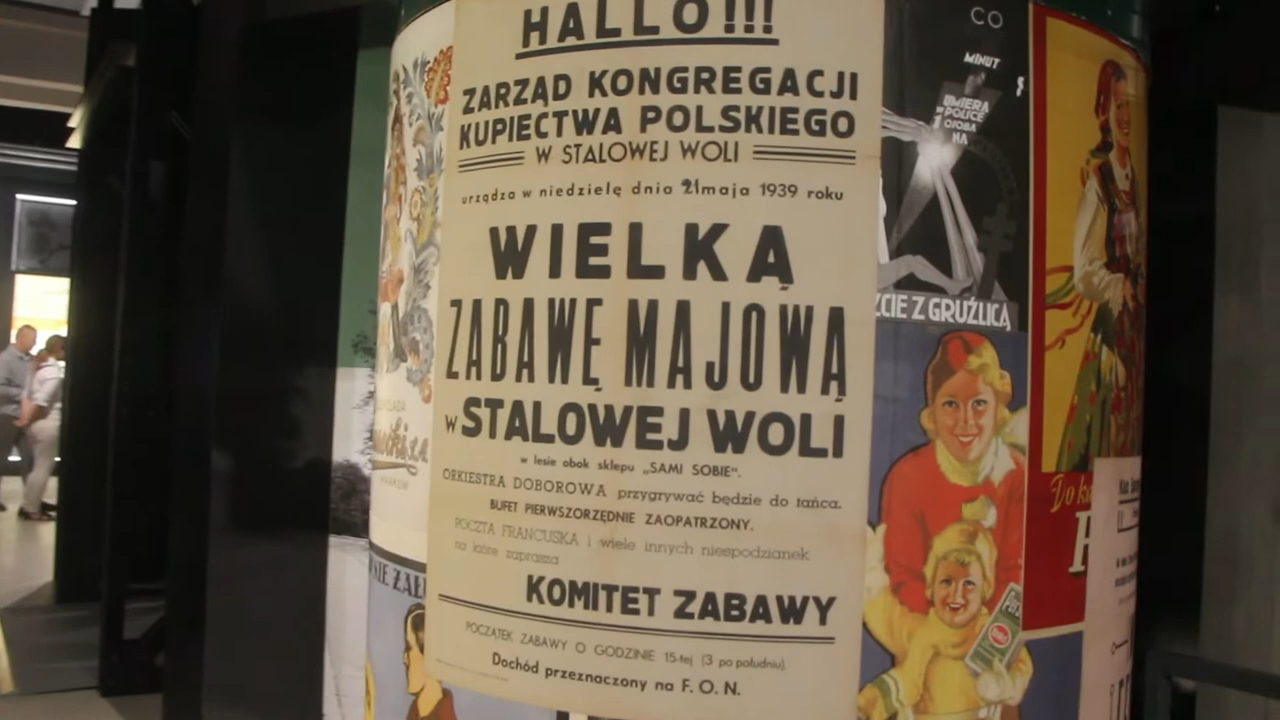 HALLO!!!
ZARZĄD KONGREGACJI
KUPIECTWA POLSKIEGO
W STALOWEJ WOLI
urządza w niedzielę dnia 21 maja 1939 roku
WIELKĄ
ZABAWĘ MAJOWĄ
w STALOWEJ WOLI
w lesie obok sklepu „SAMI SOBIE".
ORKIESTRA DOBOROWA przygrywać będzie do tańca.
BUFET PIERWSZORZĘDNIE ZAOPATRZONY.
POCZTA FRANCUSKA i wiele innych niespodzianek
na które zaprasza
KOMITET ZABAWY
POCZĄTEK ZABAWY O GODZINIE 15-tej (3 po południu).
Dochód przeznaczony na F. O. N.
CO
MINUT
UMIERA
W POLSCE
1 OSOBA
NA
CIE Z GRUŹLICĄ
Do